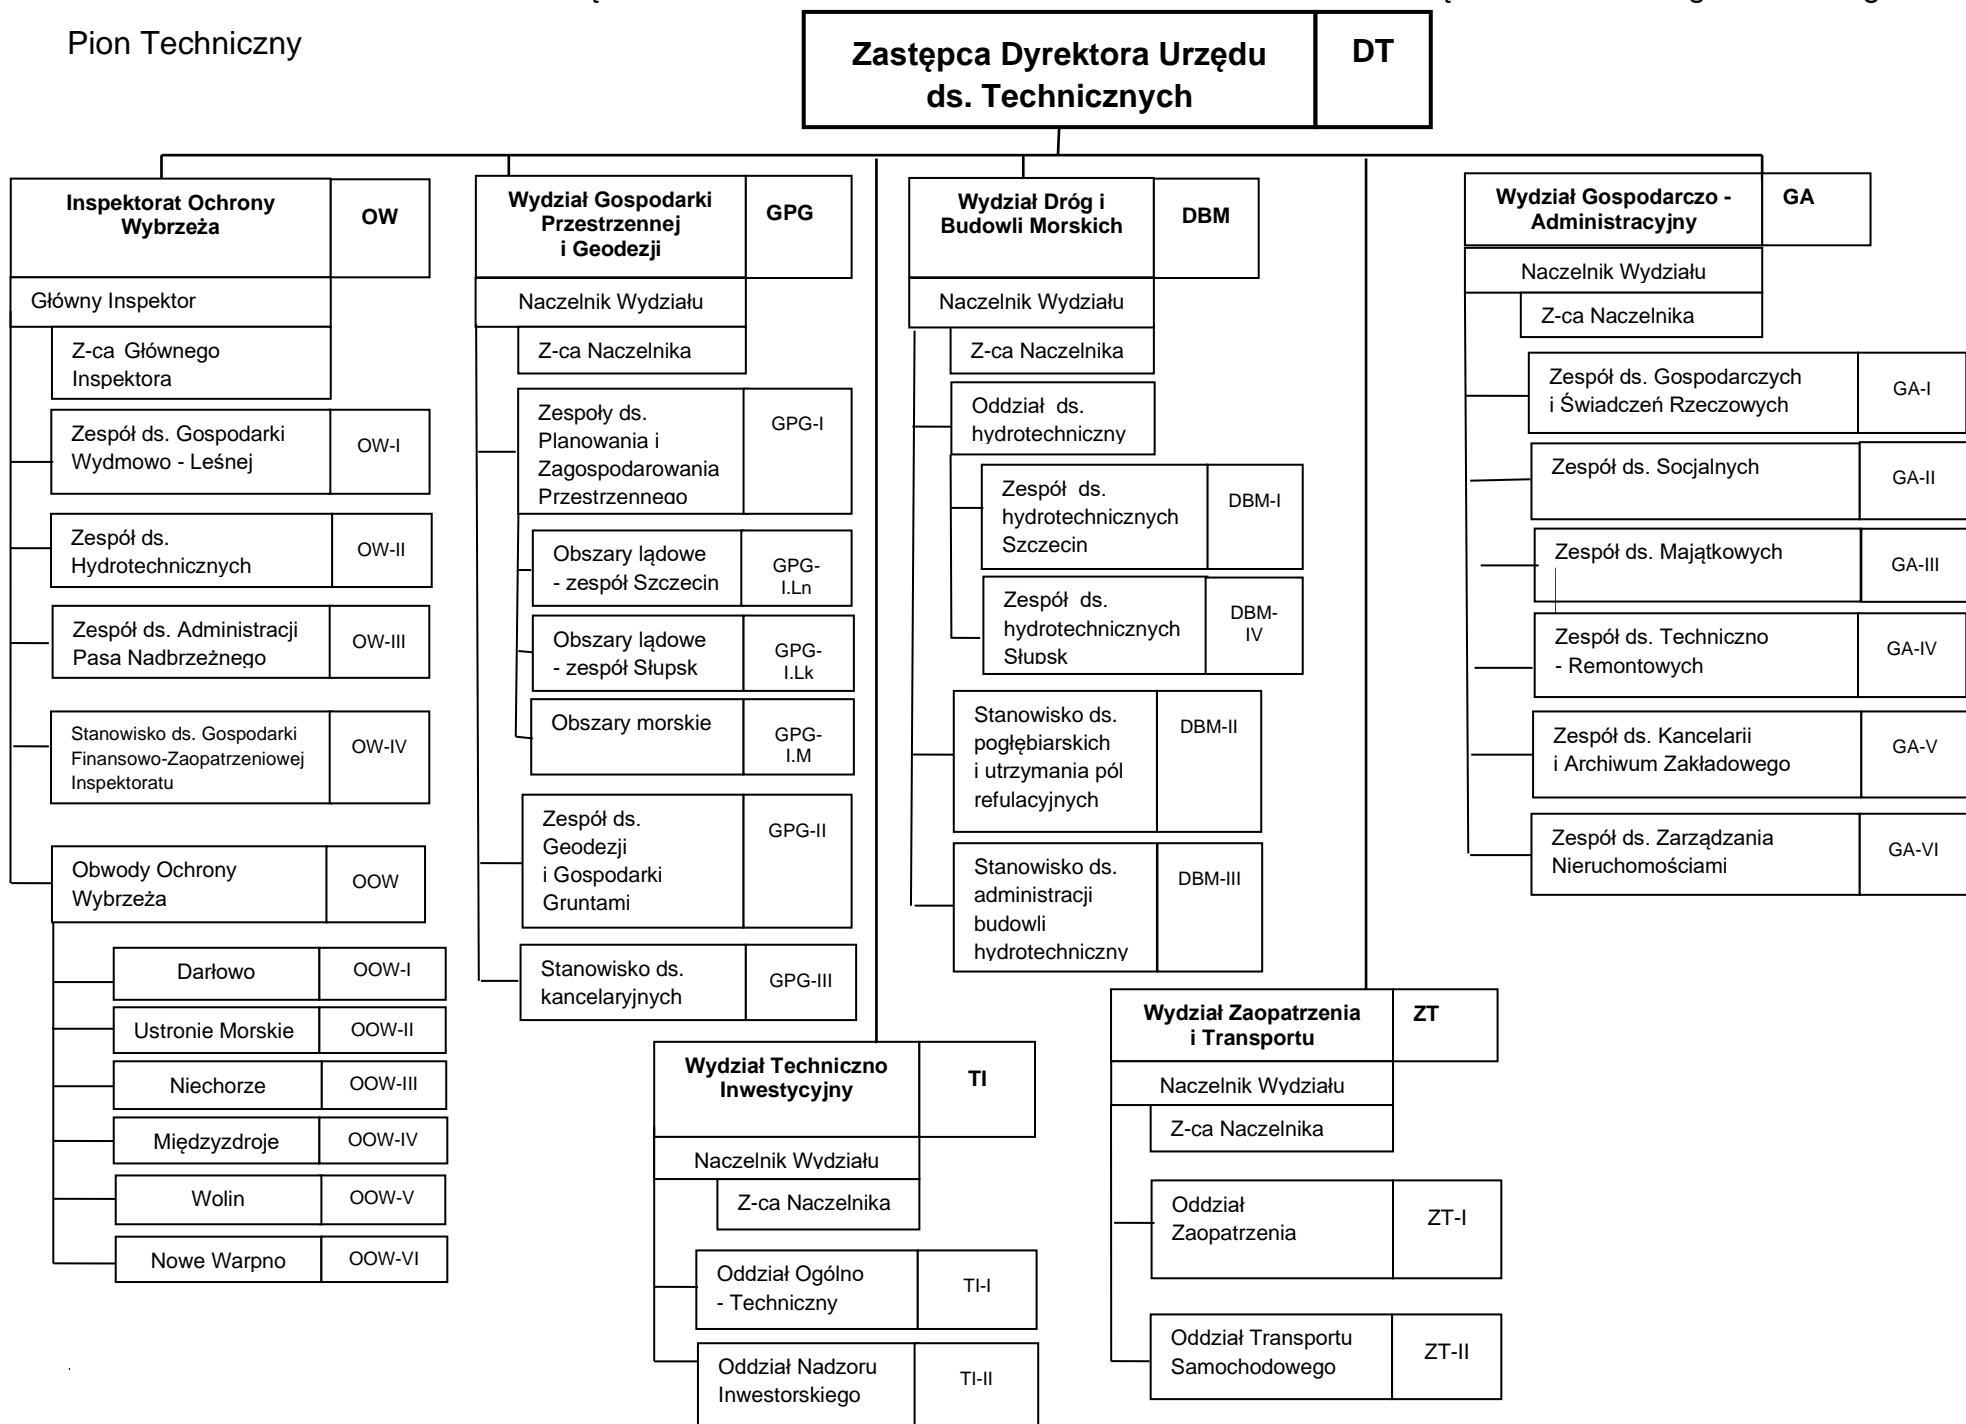 Pion Techniczny
Zastępca Dyrektora Urzędu
ds. Technicznych
DT
Inspektorat Ochrony
Wybrzeża
OW
Główny Inspektor
Z-ca Głównego
Inspektora
Zespół ds. Gospodarki
Wydmowo - Leśnej
OW-I
Zespół ds.
Hydrotechnicznych
OW-II
Zespół ds. Administracji
Pasa Nadbrzeżnego
OW-III
Stanowisko ds. Gospodarki
Finansowo-Zaopatrzeniowej
Inspektoratu
OW-IV
Obwody Ochrony
Wybrzeża
OOW
Darłowo
OOW-I
Ustronie Morskie
OOW-II
Niechorze
OOW-III
Międzyzdroje
OOW-IV
Wolin
OOW-V
Nowe Warpno
OOW-VI
Wydział Gospodarki
Przestrzennej
i Geodezji
GPG
Naczelnik Wydziału
Z-ca Naczelnika
Zespoły ds.
Planowania i
Zagospodarowania
Przestrzennego
GPG-I
Obszary lądowe
- zespół Szczecin
GPG-
I.Ln
Obszary lądowe
- zespół Słupsk
GPG-
I.Lk
Obszary morskie
GPG-
I.M
Zespół ds.
Geodezji
i Gospodarki
Gruntami
GPG-II
Stanowisko ds.
kancelaryjnych
GPG-III
Wydział Techniczno
Inwestycyjny
TI
Naczelnik Wydziału
Z-ca Naczelnika
Oddział Ogólno
- Techniczny
TI-I
Oddział Nadzoru
Inwestorskiego
TI-II
Wydział Dróg i
Budowli Morskich
DBM
Naczelnik Wydziału
Z-ca Naczelnika
Oddział ds.
hydrotechniczny
Zespół ds.
hydrotechnicznych
Szczecin
DBM-I
Zespół ds.
hydrotechnicznych
Słupsk
DBM-
IV
Stanowisko ds.
pogłębiarskich
i utrzymania pól
refulacyjnych
DBM-II
Stanowisko ds.
administracji
budowli
hydrotechniczny
DBM-III
Wydział Zaopatrzenia
i Transportu
ZT
Naczelnik Wydziału
Z-ca Naczelnika
Oddział
Zaopatrzenia
ZT-I
Oddział Transportu
Samochodowego
ZT-II
Wydział Gospodarczo -
Administracyjny
GA
Naczelnik Wydziału
Z-ca Naczelnika
Zespół ds. Gospodarczych
i Świadczeń Rzeczowych
GA-I
Zespół ds. Socjalnych
GA-II
Zespół ds. Majątkowych
GA-III
Zespół ds. Techniczno
- Remontowych
GA-IV
Zespół ds. Kancelarii
i Archiwum Zakładowego
GA-V
Zespół ds. Zarządzania
Nieruchomościami
GA-VI